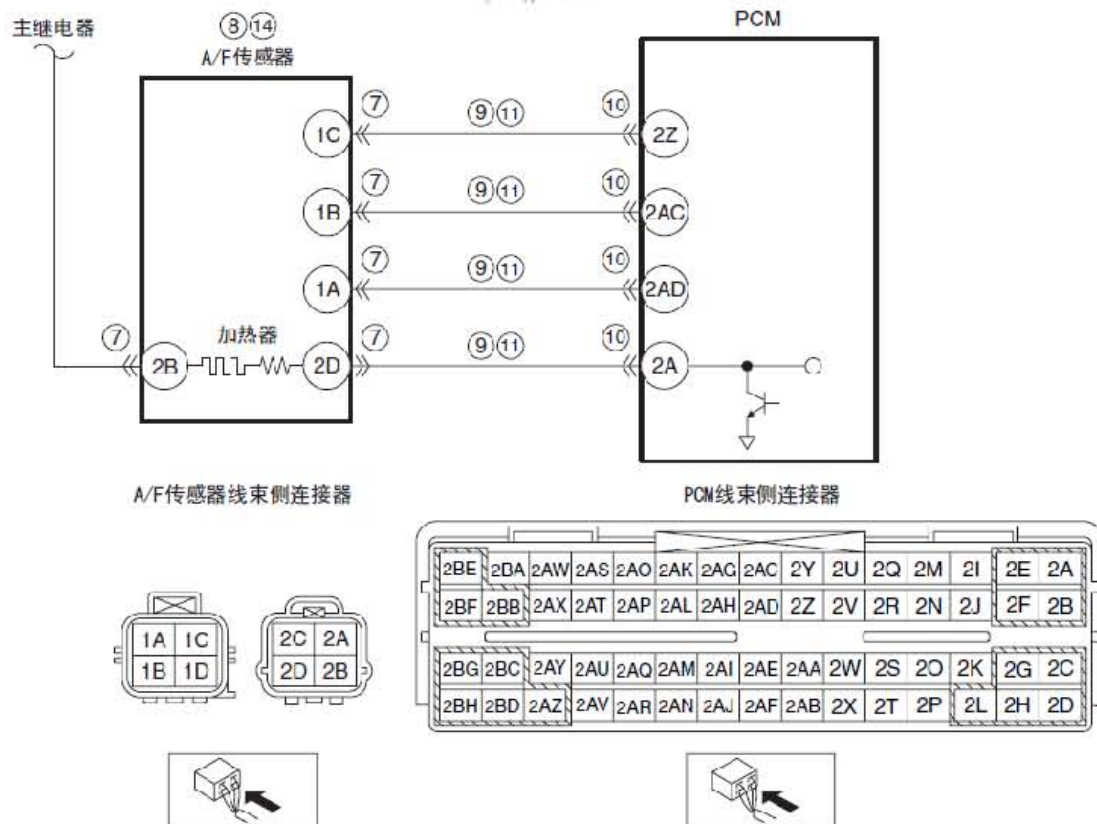 主继电器
⑧⑭
A/F传感器
PCM
1C ⑦ ⑨⑪ ⑩ 2Z
1B ⑦ ⑨⑪ ⑩ 2AC
1A ⑦ ⑨⑪ ⑩ 2AD
加热器
⑦ 2B 2D ⑦ ⑨⑪ ⑩ 2A
A/F传感器线束侧连接器
1A 1C
1B 1D
2C 2A
2D 2B
PCM线束侧连接器
2BE 2BA 2AW 2AS 2AO 2AK 2AG 2AC 2Y 2U 2Q 2M 2I 2E 2A
2BF 2BB 2AX 2AT 2AP 2AL 2AH 2AD 2Z 2V 2R 2N 2J 2F 2B
2BG 2BC 2AY 2AU 2AQ 2AM 2AI 2AE 2AA 2W 2S 2O 2K 2G 2C
2BH 2BD 2AZ 2AV 2AR 2AN 2AJ 2AF 2AB 2X 2T 2P 2L 2H 2D